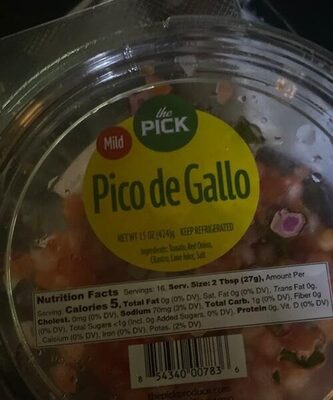 the
PICK
Mild
Pico de Gallo
NET WT 15 OZ (424g) KEEP REFRIGERATED
Ingredients: Tomato, Red Onion,
Cilantro, Lime Juice, Salt
Nutrition Facts Servings: 16, Serv. Size: 2 Tbsp (27g), Amount Per
Serving: Calories 5, Total Fat 0g (0% DV), Sat. Fat 0g (0% DV), Trans Fat 0g,
Cholest. 0mg (0% DV), Sodium 70mg (3% DV), Total Carb. 1g (0% DV), Fiber 0g
(0% DV), Total Sugars <1g (Incl. 0g Added Sugars, 0% DV), Protein 0g, Vit. D (0% DV)
Calcium (0% DV), Iron (0% DV), Potas. (2% DV)
8 54340 00783 6
thepickproduce.com